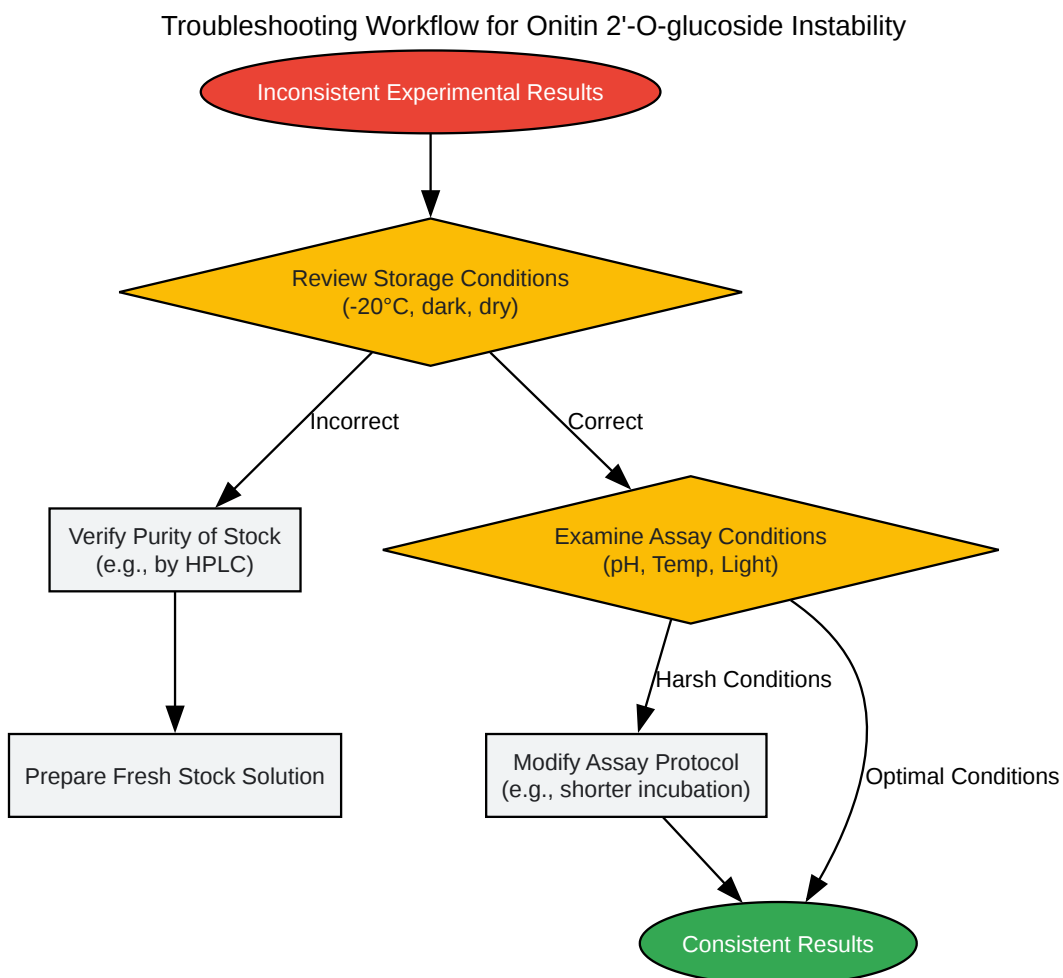 Troubleshooting Workflow for Onitin 2'-O-glucoside Instability
Inconsistent Experimental Results
Review Storage Conditions
(-20°C, dark, dry)
Incorrect
Correct
Verify Purity of Stock
(e.g., by HPLC)
Examine Assay Conditions
(pH, Temp, Light)
Harsh Conditions
Prepare Fresh Stock Solution
Modify Assay Protocol
(e.g., shorter incubation)
Optimal Conditions
Consistent Results